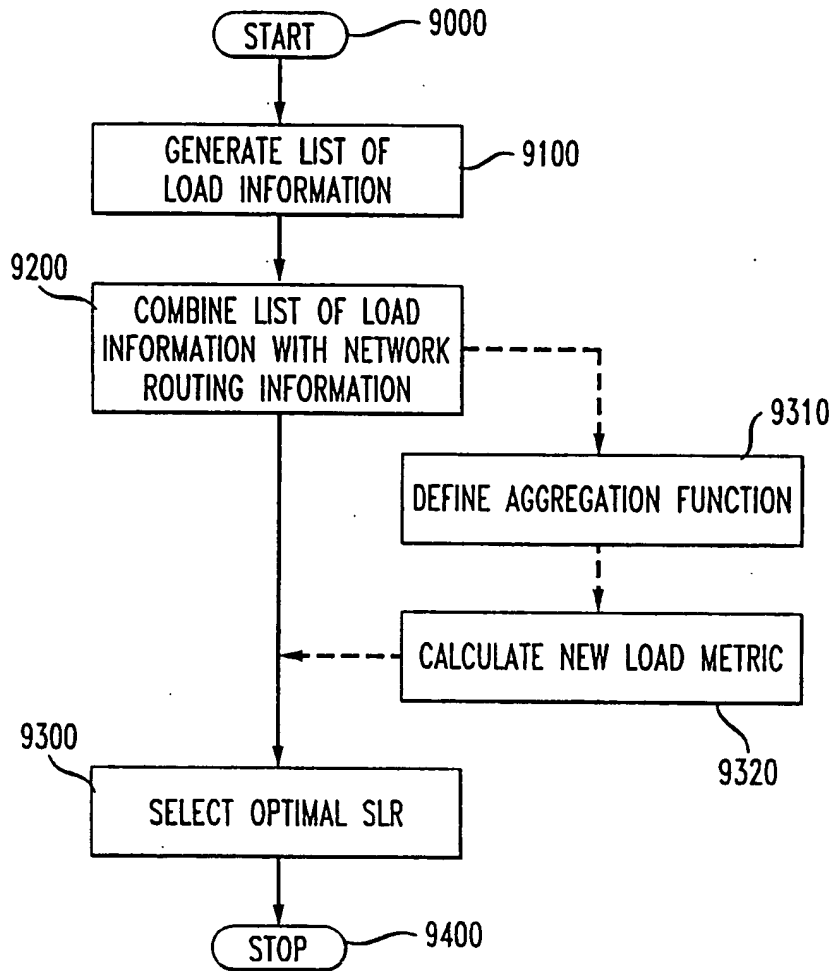 START
9000
GENERATE LIST OF
LOAD INFORMATION
9100
9200
COMBINE LIST OF LOAD
INFORMATION WITH NETWORK
ROUTING INFORMATION
9310
DEFINE AGGREGATION FUNCTION
CALCULATE NEW LOAD METRIC
9320
9300
SELECT OPTIMAL SLR
STOP
9400